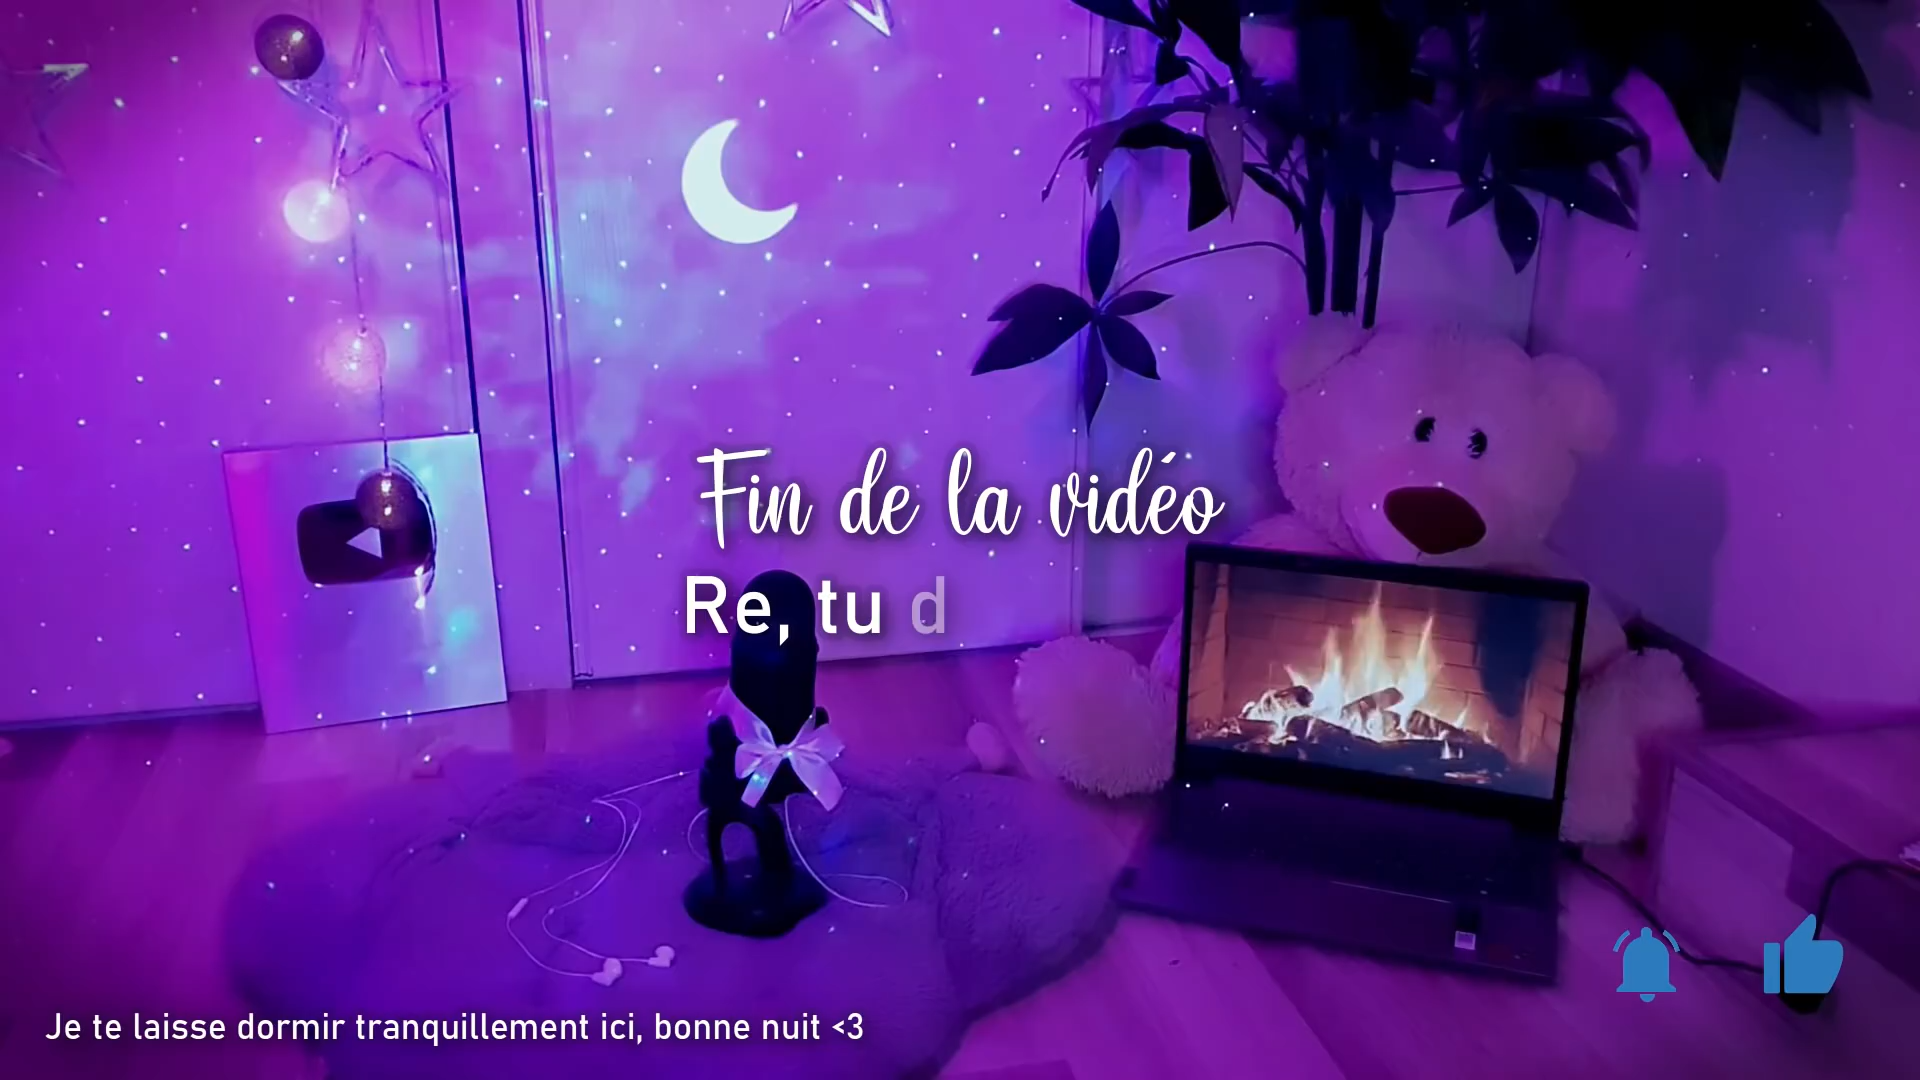 Fin de la vidéo
Re, tu d
Je te laisse dormir tranquillement ici, bonne nuit <3